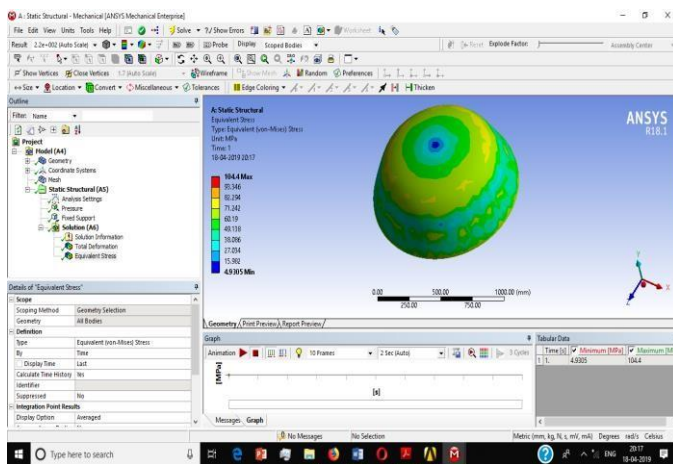 A : Static Structural - Mechanical [ANSYS Mechanical Enterprise]
File Edit View Units Tools Help Solve ?/ Show Errors Worksheet
Result 2.2e+002 (Auto Scale) Probe Display Scoped Bodies Reset Explode Factor Assembly Center
Show Vertices Close Vertices 5.7 (Auto Scale) Wireframe Show Mesh Random Preferences
Size Location Convert Miscellaneous Tolerances Edge Coloring Thicken
Outline
Filter: Name
Project
Model (A4)
Geometry
Coordinate Systems
Mesh
Static Structural (A5)
Analysis Settings
Pressure
Fixed Support
Solution (A6)
Solution Information
Total Deformation
Equivalent Stress
A: Static Structural
Equivalent Stress
Type: Equivalent (von-Mises) Stress
Unit: MPa
Time: 1
18-04-2019 20:17
104.4 Max
93.346
82.294
71.242
60.19
49.138
38.086
27.034
15.982
4.9305 Min
ANSYS
R18.1
0.00 500.00 1000.00 (mm)
250.00 750.00
Y
X
Z
Geometry Print Preview Report Preview
Details of "Equivalent Stress"
Scope
Scoping Method Geometry Selection
Geometry All Bodies
Definition
Type Equivalent (von-Mises) Stress
By Time
Display Time Last
Calculate Time History Yes
Identifier
Suppressed No
Integration Point Results
Display Option Averaged
Graph
Animation 10 Frames 2 Sec (Auto) 3 Cycles
[MPa]
[s]
Messages Graph
Tabular Data
Time [s] Minimum [MPa] Maximum [M
1 1. 4.9305 104.4
No Messages No Selection Metric (mm, kg, N, s, mV, mA) Degrees rad/s Celsius
Type here to search
ENG
20:17
18-04-2019